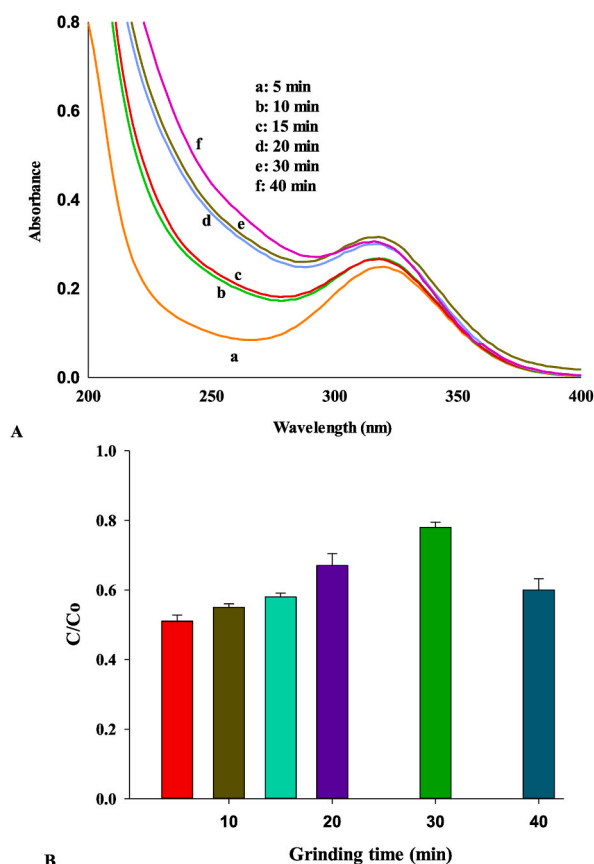 0.8
0.6
0.4
0.2
0.0
Absorbance
a: 5 min
b: 10 min
c: 15 min
d: 20 min
e: 30 min
f: 40 min
f
e
d
c
b
a
200
250
300
350
400
Wavelength (nm)
A
1.0
0.8
0.6
0.4
0.2
0.0
C/Co
10
20
30
40
Grinding time (min)
B